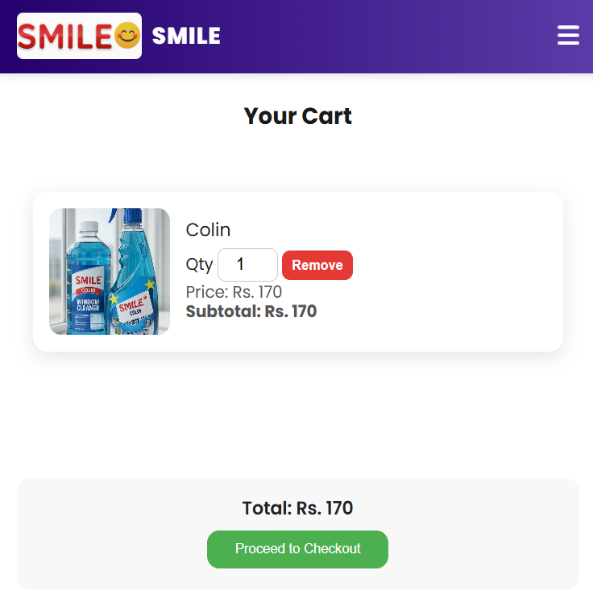 SMILE SMILE
Your Cart
SMILE
COLIN
WINDOW
CLEANER
SMILE
COLIN
Colin
Qty 1 Remove
Price: Rs. 170
Subtotal: Rs. 170
Total: Rs. 170
Proceed to Checkout